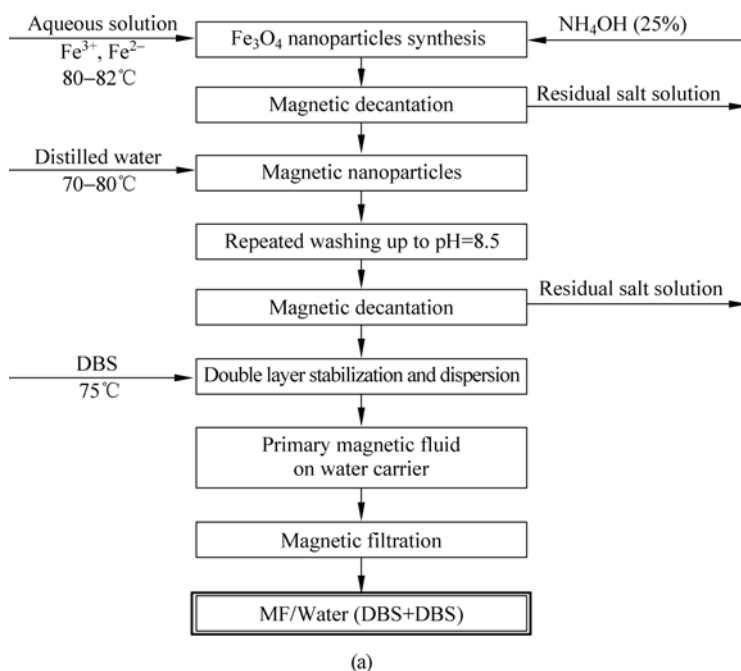 Aqueous solution
Fe³⁺, Fe²⁻
80–82℃
Fe₃O₄ nanoparticles synthesis
NH₄OH (25%)
Magnetic decantation
Residual salt solution
Distilled water
70–80℃
Magnetic nanoparticles
Repeated washing up to pH=8.5
Magnetic decantation
Residual salt solution
DBS
75℃
Double layer stabilization and dispersion
Primary magnetic fluid
on water carrier
Magnetic filtration
MF/Water (DBS+DBS)
(a)